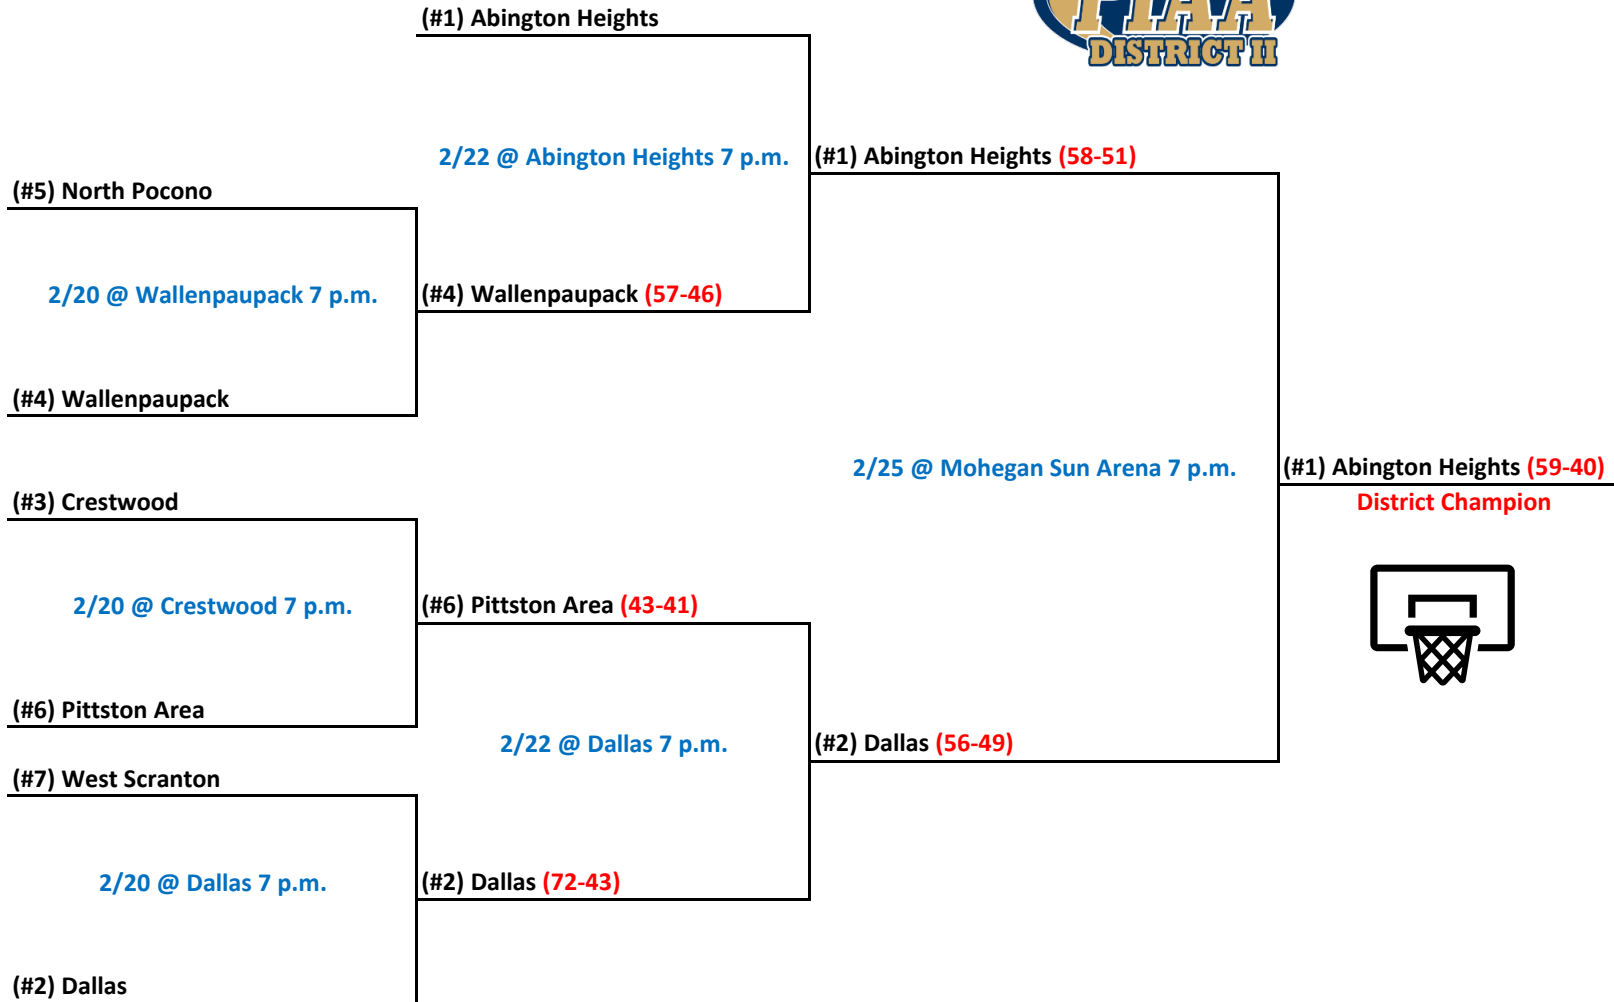 (#1) Abington Heights
PIAA
DISTRICT II
2/22 @ Abington Heights 7 p.m.
(#1) Abington Heights (58-51)
(#5) North Pocono
2/20 @ Wallenpaupack 7 p.m.
(#4) Wallenpaupack (57-46)
(#4) Wallenpaupack
2/25 @ Mohegan Sun Arena 7 p.m.
(#1) Abington Heights (59-40)
District Champion
(#3) Crestwood
2/20 @ Crestwood 7 p.m.
(#6) Pittston Area (43-41)
(#6) Pittston Area
2/22 @ Dallas 7 p.m.
(#2) Dallas (56-49)
(#7) West Scranton
2/20 @ Dallas 7 p.m.
(#2) Dallas (72-43)
(#2) Dallas